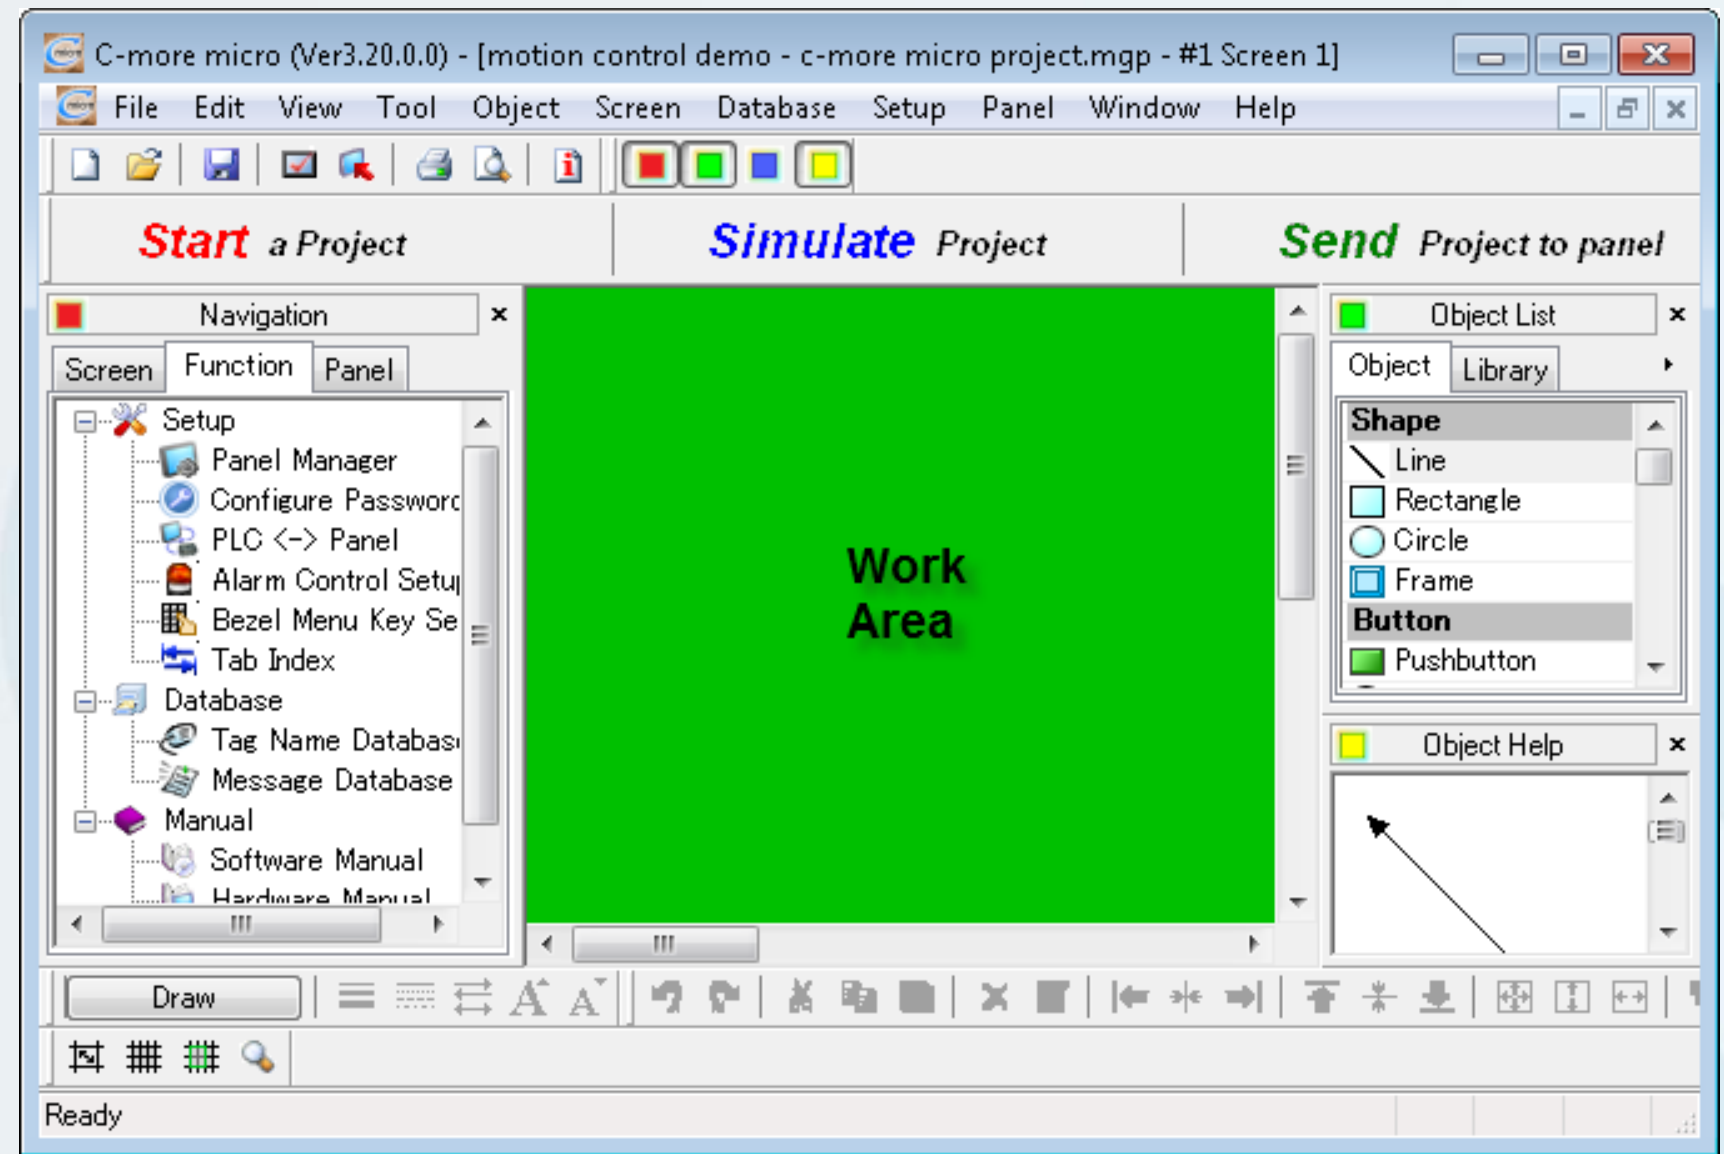 C-more micro (Ver3.20.0.0) - [motion control demo - c-more micro project.mgp - #1 Screen 1]
File Edit View Tool Object Screen Database Setup Panel Window Help
Start a Project Simulate Project Send Project to panel
Navigation
Screen Function Panel
Setup
Panel Manager
Configure Password
PLC <-> Panel
Alarm Control Setu
Bezel Menu Key Se
Tab Index
Database
Tag Name Databas
Message Database
Manual
Software Manual
Hardware Manual
Work
Area
Object List
Object Library
Shape
Line
Rectangle
Circle
Frame
Button
Pushbutton
Object Help
Draw
Ready